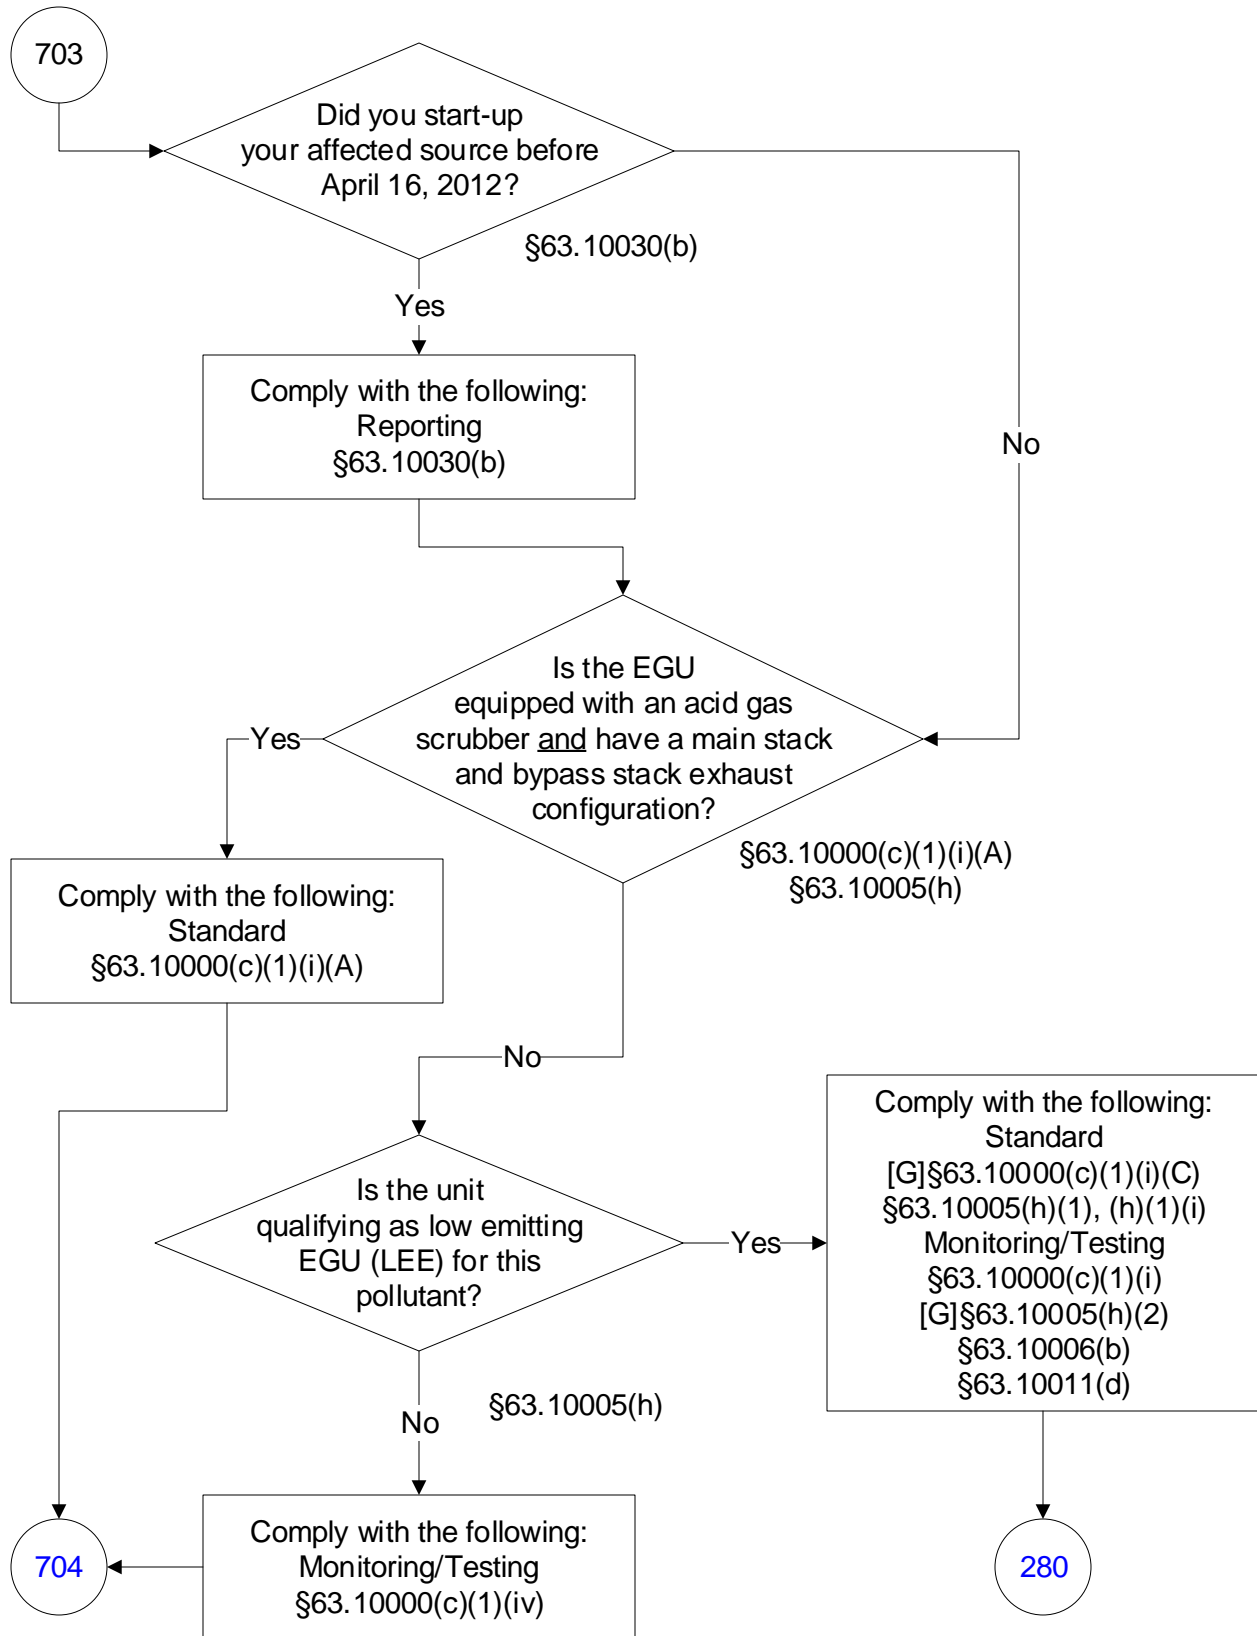 703
Did you start-up
your affected source before
April 16, 2012?
§63.10030(b)
Yes
Comply with the following:
Reporting
§63.10030(b)
No
Is the EGU
equipped with an acid gas
scrubber and have a main stack
and bypass stack exhaust
configuration?
Yes
§63.10000(c)(1)(i)(A)
§63.10005(h)
Comply with the following:
Standard
§63.10000(c)(1)(i)(A)
No
Is the unit
qualifying as low emitting
EGU (LEE) for this
pollutant?
Yes
Comply with the following:
Standard
[G]§63.10000(c)(1)(i)(C)
§63.10005(h)(1), (h)(1)(i)
Monitoring/Testing
§63.10000(c)(1)(i)
[G]§63.10005(h)(2)
§63.10006(b)
§63.10011(d)
§63.10005(h)
No
Comply with the following:
Monitoring/Testing
§63.10000(c)(1)(iv)
704
280